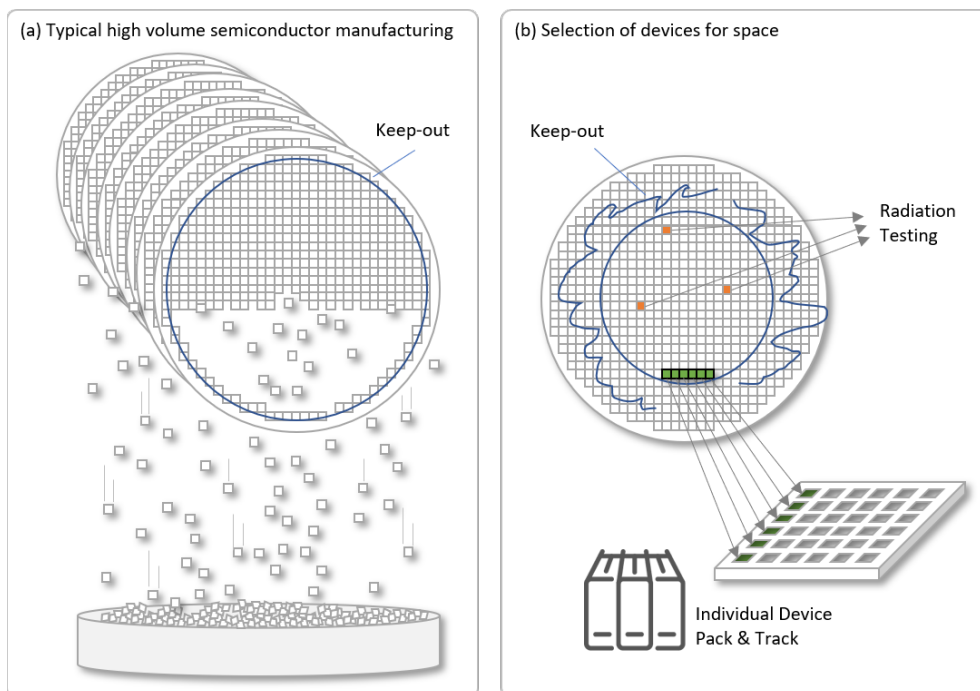 (a) Typical high volume semiconductor manufacturing
Keep-out
(b) Selection of devices for space
Keep-out
Radiation
Testing
Individual Device
Pack & Track